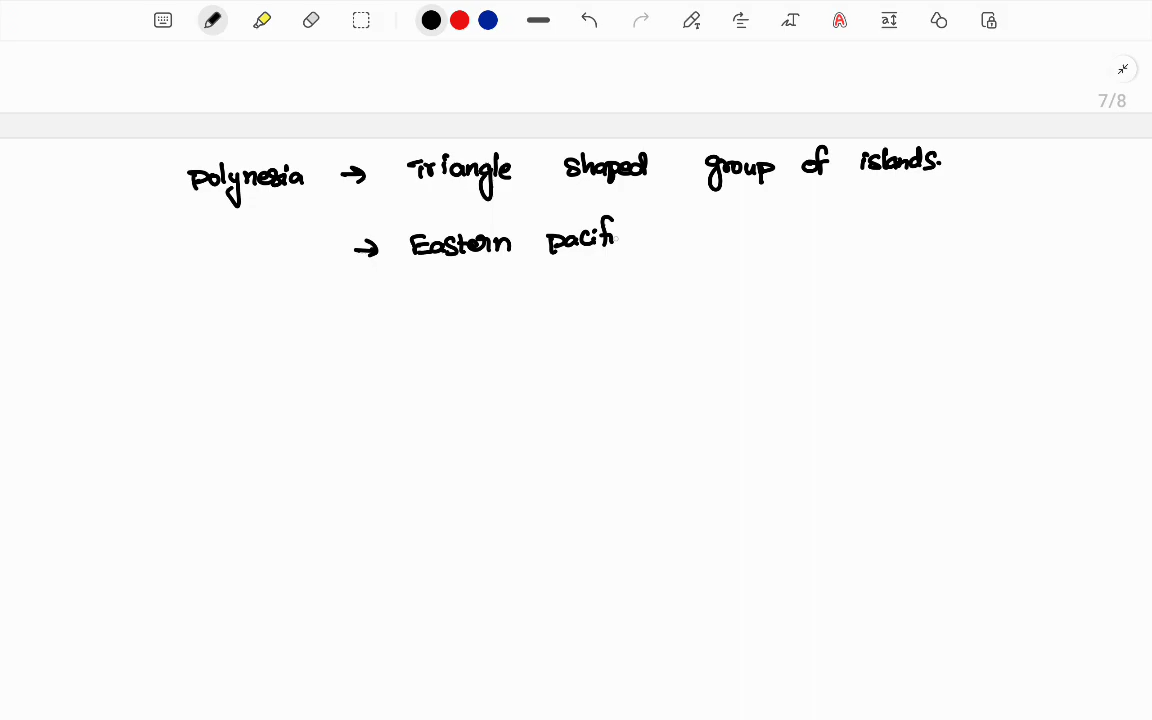 7/8
Polynesia → Triangle shaped group of islands.
→ Eastern pacif